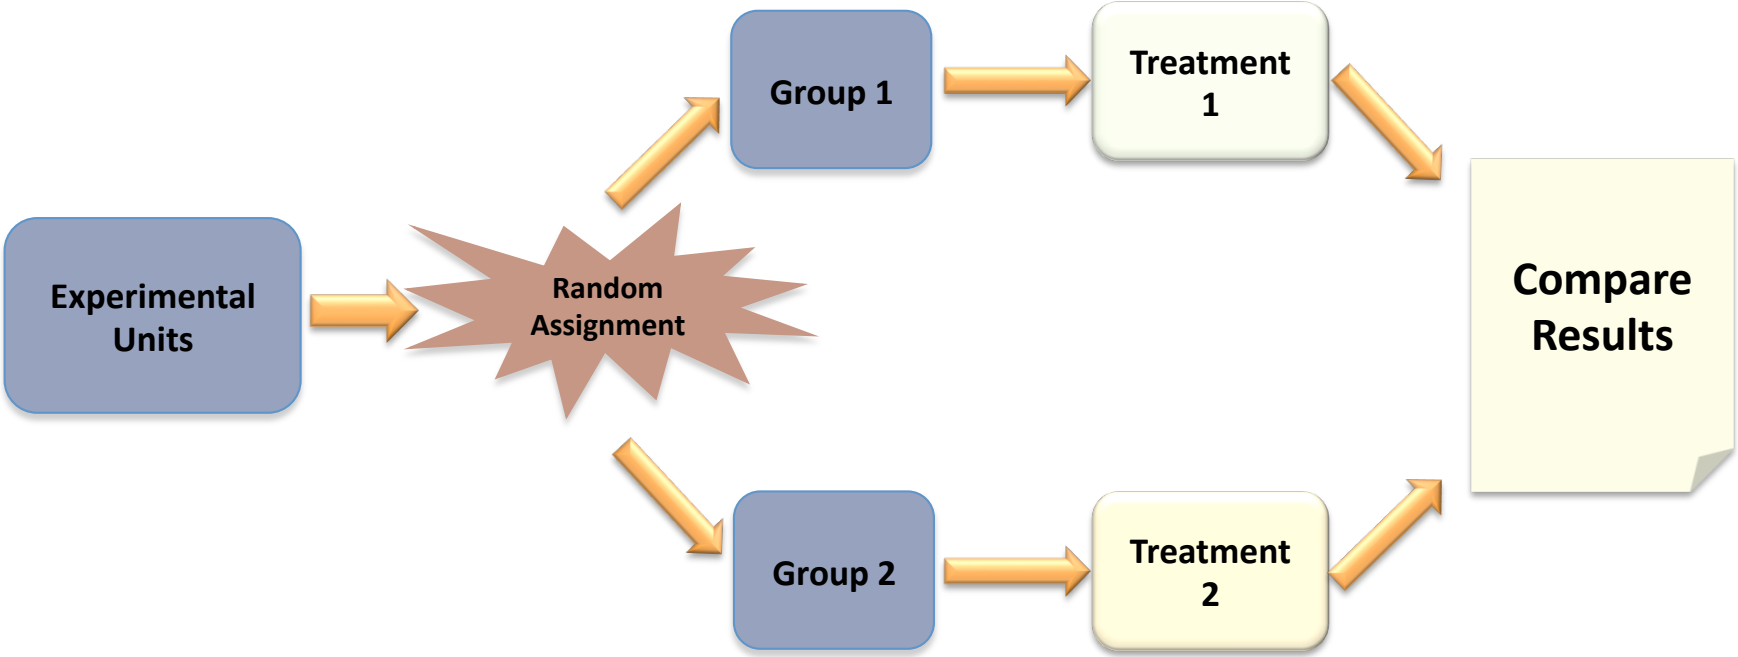 Experimental
Units
Random
Assignment
Group 1
Treatment
1
Group 2
Treatment
2
Compare
Results